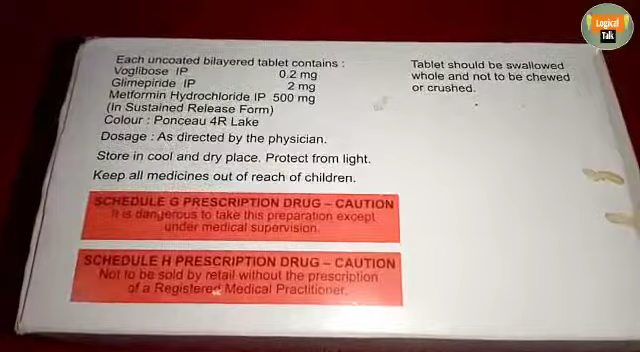 Logical
Talk
Each uncoated bilayered tablet contains :
Voglibose IP 0.2 mg
Glimepiride IP 2 mg
Metformin Hydrochloride IP 500 mg
(In Sustained Release Form)
Colour : Ponceau 4R Lake
Dosage : As directed by the physician.
Store in cool and dry place. Protect from light.
Keep all medicines out of reach of children.
Tablet should be swallowed
whole and not to be chewed
or crushed.
SCHEDULE G PRESCRIPTION DRUG – CAUTION
It is dangerous to take this preparation except
under medical supervision.
SCHEDULE H PRESCRIPTION DRUG – CAUTION
Not to be sold by retail without the prescription
of a Registered Medical Practitioner.